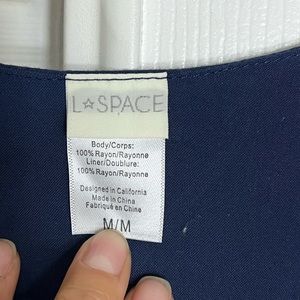 L☆SPACE
Body/Corps:
100% Rayon/Rayonne
Liner/Doublure:
100% Rayon/Rayonne
Designed in California
Made in China
Fabriqué en Chine
M/M